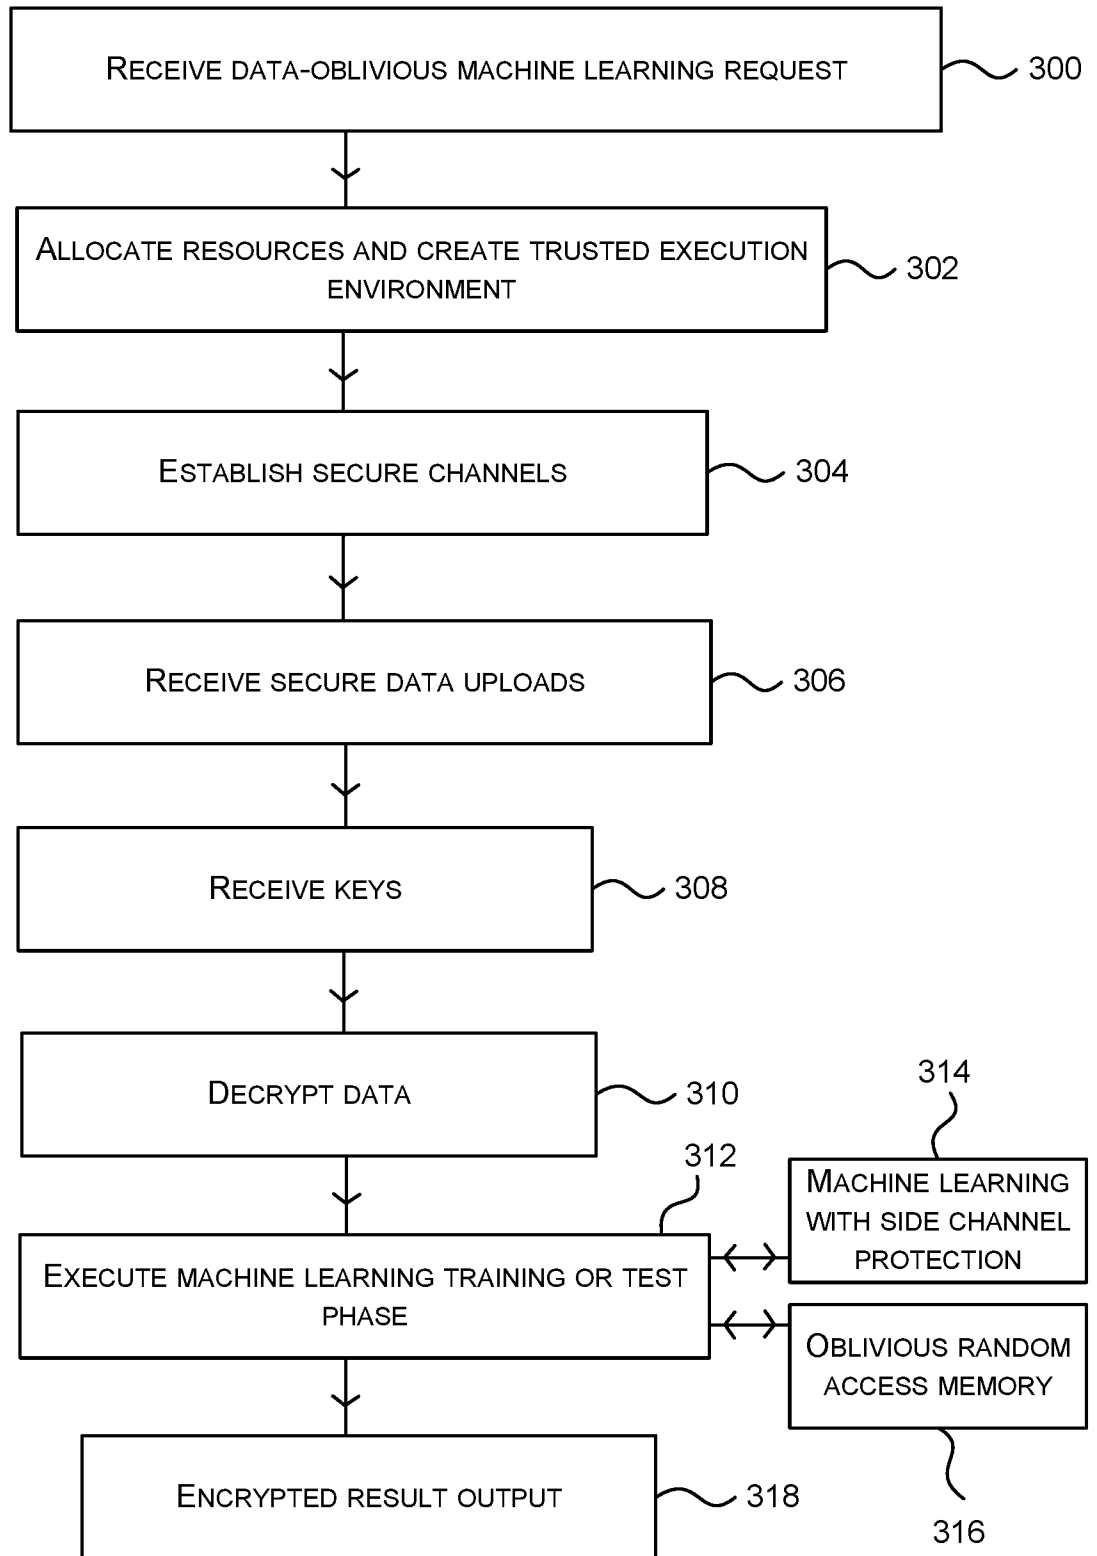 RECEIVE DATA-OBLIVIOUS MACHINE LEARNING REQUEST
300
ALLOCATE RESOURCES AND CREATE TRUSTED EXECUTION
ENVIRONMENT
302
ESTABLISH SECURE CHANNELS
304
RECEIVE SECURE DATA UPLOADS
306
RECEIVE KEYS
308
DECRYPT DATA
310
312
EXECUTE MACHINE LEARNING TRAINING OR TEST
PHASE
314
MACHINE LEARNING
WITH SIDE CHANNEL
PROTECTION
OBLIVIOUS RANDOM
ACCESS MEMORY
316
ENCRYPTED RESULT OUTPUT
318